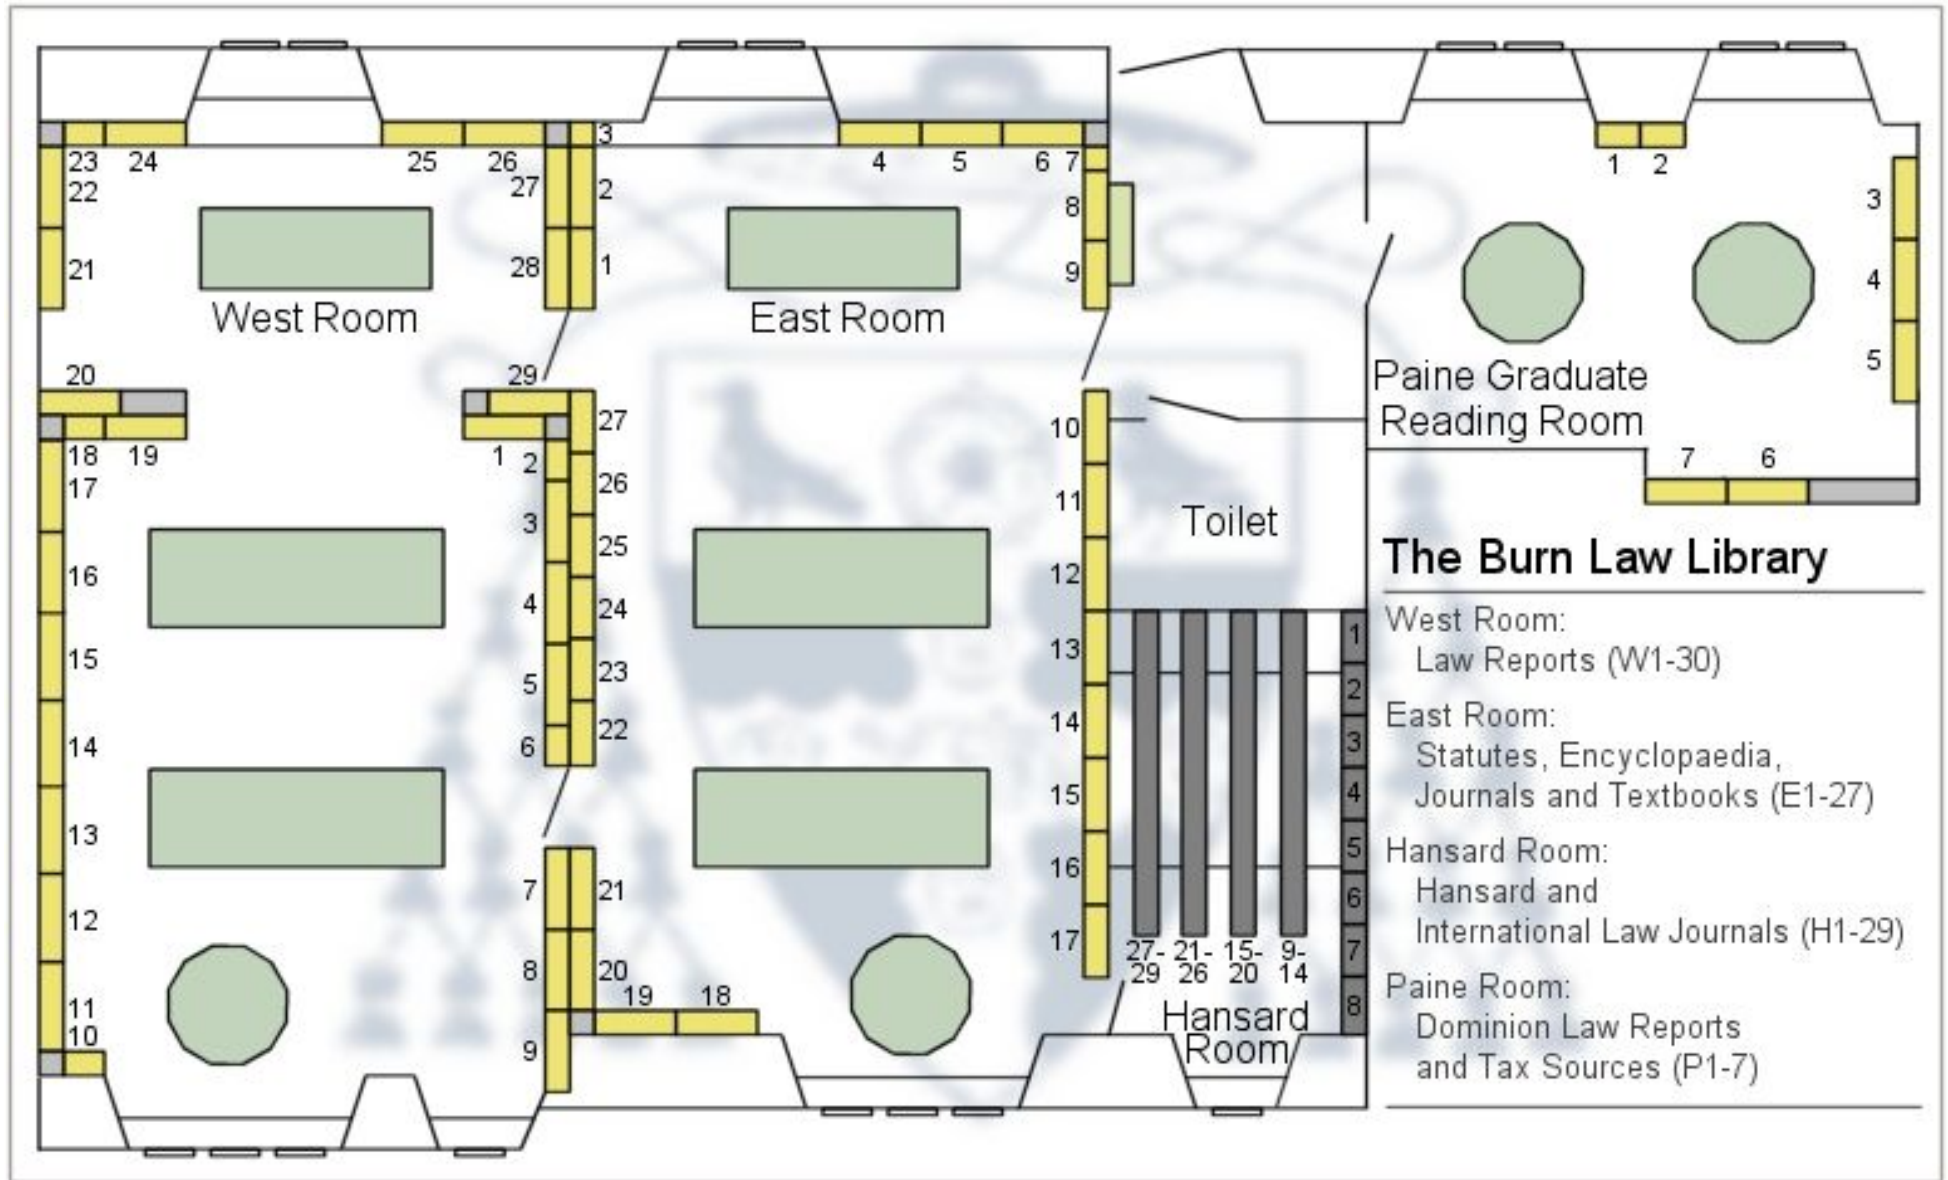 23 24 25 26 3 4 5 6 7 1 2
22 27 2 8 3
21 28 1 9 4
West Room East Room 5
20 29 27 10 Paine Graduate
Reading Room
18 19 1 2 26 11 7 6
17 3 25 Toilet
16 4 24 12
15 5 23 13
14 6 22 14
13 7 21 15
12 8 20 16
11 9 19 18 17
10
1
2
3
4
5
6
7
8
27- 21- 15- 9-
29 26 20 14
Hansard
Room
The Burn Law Library
West Room:
Law Reports (W1-30)
East Room:
Statutes, Encyclopaedia,
Journals and Textbooks (E1-27)
Hansard Room:
Hansard and
International Law Journals (H1-29)
Paine Room:
Dominion Law Reports
and Tax Sources (P1-7)